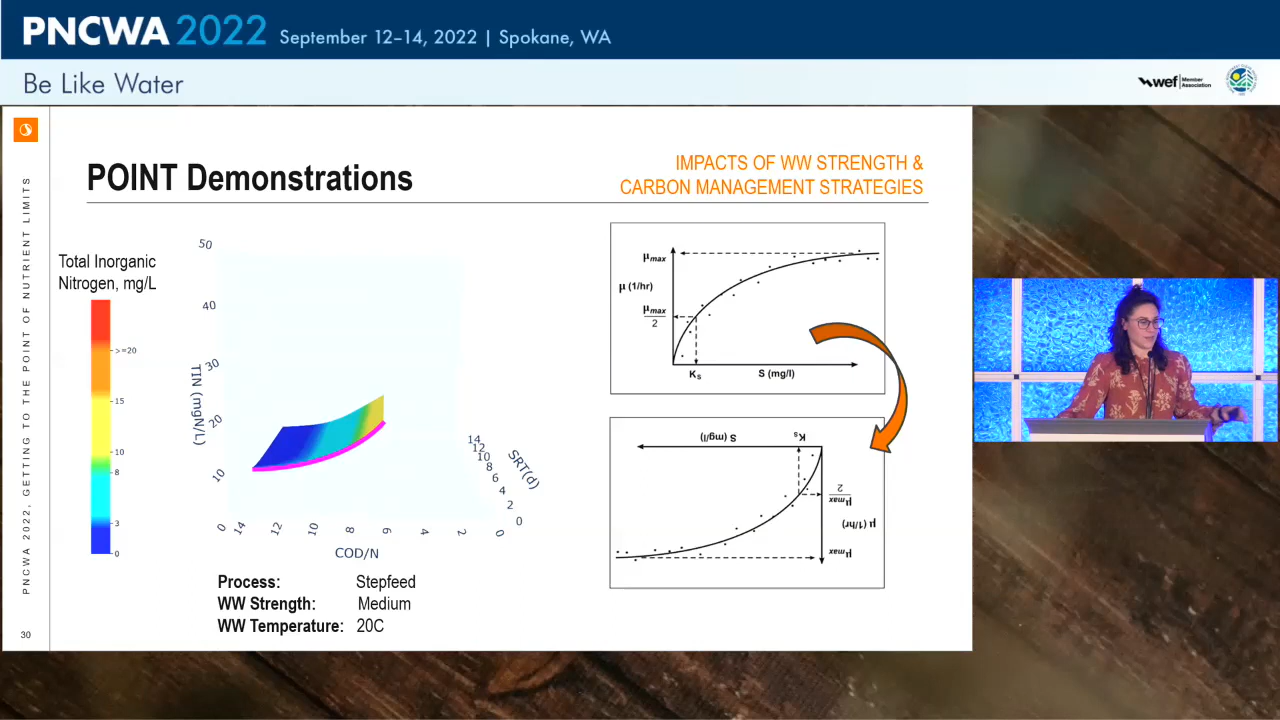 PNCWA 2022 September 12–14, 2022 | Spokane, WA
Be Like Water
wef Member Association
PNCWA 2022, GETTING TO THE POINT OF NUTRIENT LIMITS
30
POINT Demonstrations
IMPACTS OF WW STRENGTH &
CARBON MANAGEMENT STRATEGIES
Total Inorganic
Nitrogen, mg/L
>=20
15
10
8
3
0
50
40
30
20
10
0
TIN (mgN/L)
14
12
10
8
6
4
2
0
COD/N
14
12
10
8
6
4
2
0
SRT(d)
Process: Stepfeed
WW Strength: Medium
WW Temperature: 20C
μmax
μ (1/hr)
μmax
2
KS
S (mg/l)
S (mg/l)
KS
μmax
2
μ (1/hr)
μmax